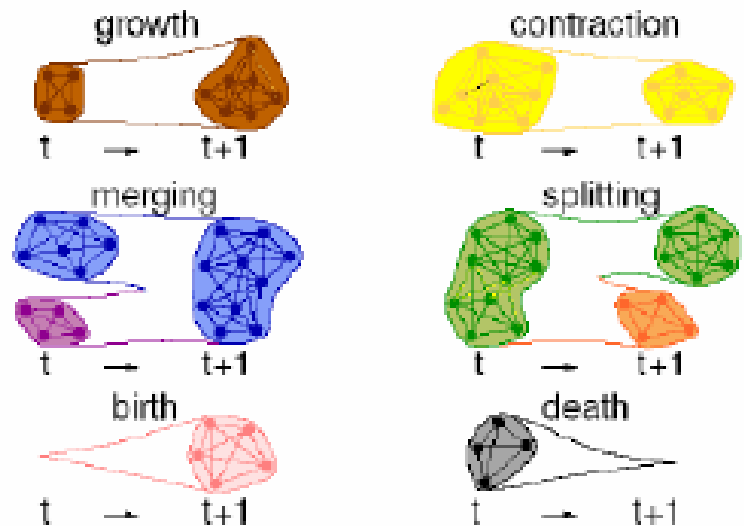 growth
contraction
t → t+1
t → t+1
merging
splitting
t → t+1
t → t+1
birth
death
t → t+1
t → t+1